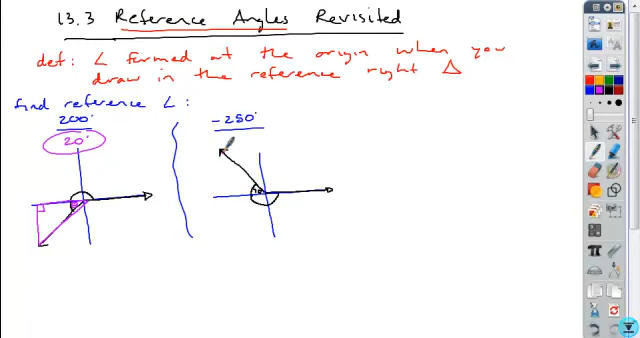 13.3 Reference Angles Revisited
def: ∠ formed at the origin when you
draw in the reference right △
find reference ∠ :
200°
20°
-250°
70